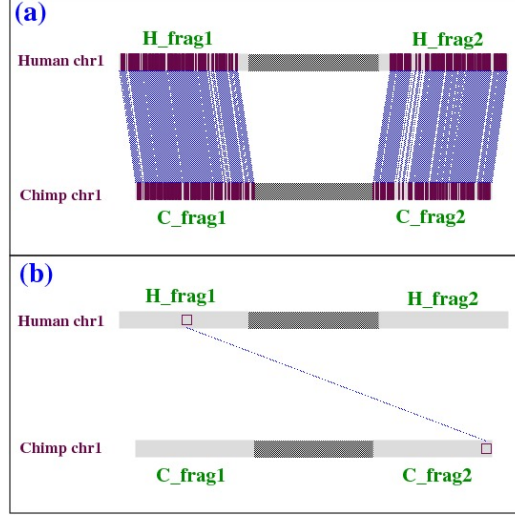 (a)
H_frag1 H_frag2
Human chr1
Chimp chr1
C_frag1 C_frag2
(b)
H_frag1 H_frag2
Human chr1
Chimp chr1
C_frag1 C_frag2